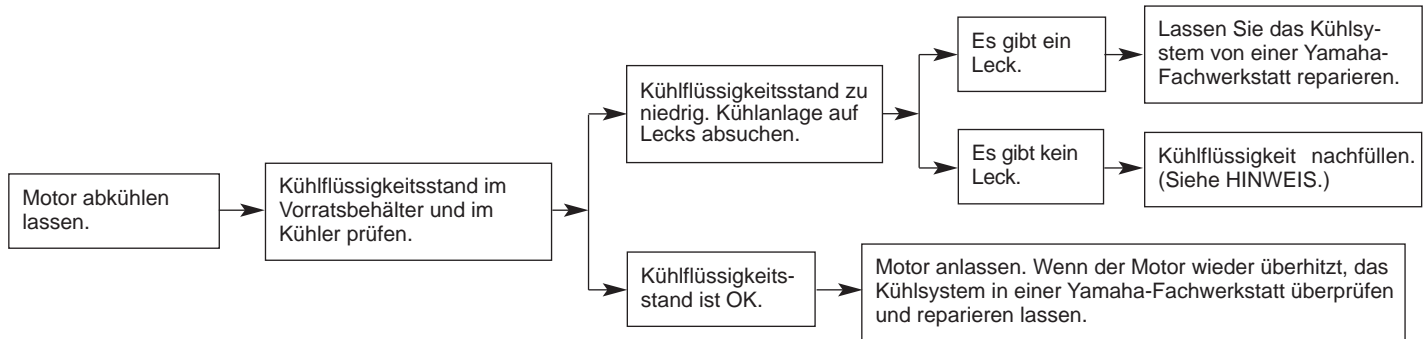 Motor abkühlen
lassen.
Kühlflüssigkeitsstand im
Vorratsbehälter und im
Kühler prüfen.
Kühlflüssigkeitsstand zu
niedrig. Kühlanlage auf
Lecks absuchen.
Es gibt ein
Leck.
Lassen Sie das Kühlsy-
stem von einer Yamaha-
Fachwerkstatt reparieren.
Es gibt kein
Leck.
Kühlflüssigkeit nachfüllen.
(Siehe HINWEIS.)
Kühlflüssigkeits-
stand ist OK.
Motor anlassen. Wenn der Motor wieder überhitzt, das
Kühlsystem in einer Yamaha-Fachwerkstatt überprüfen
und reparieren lassen.